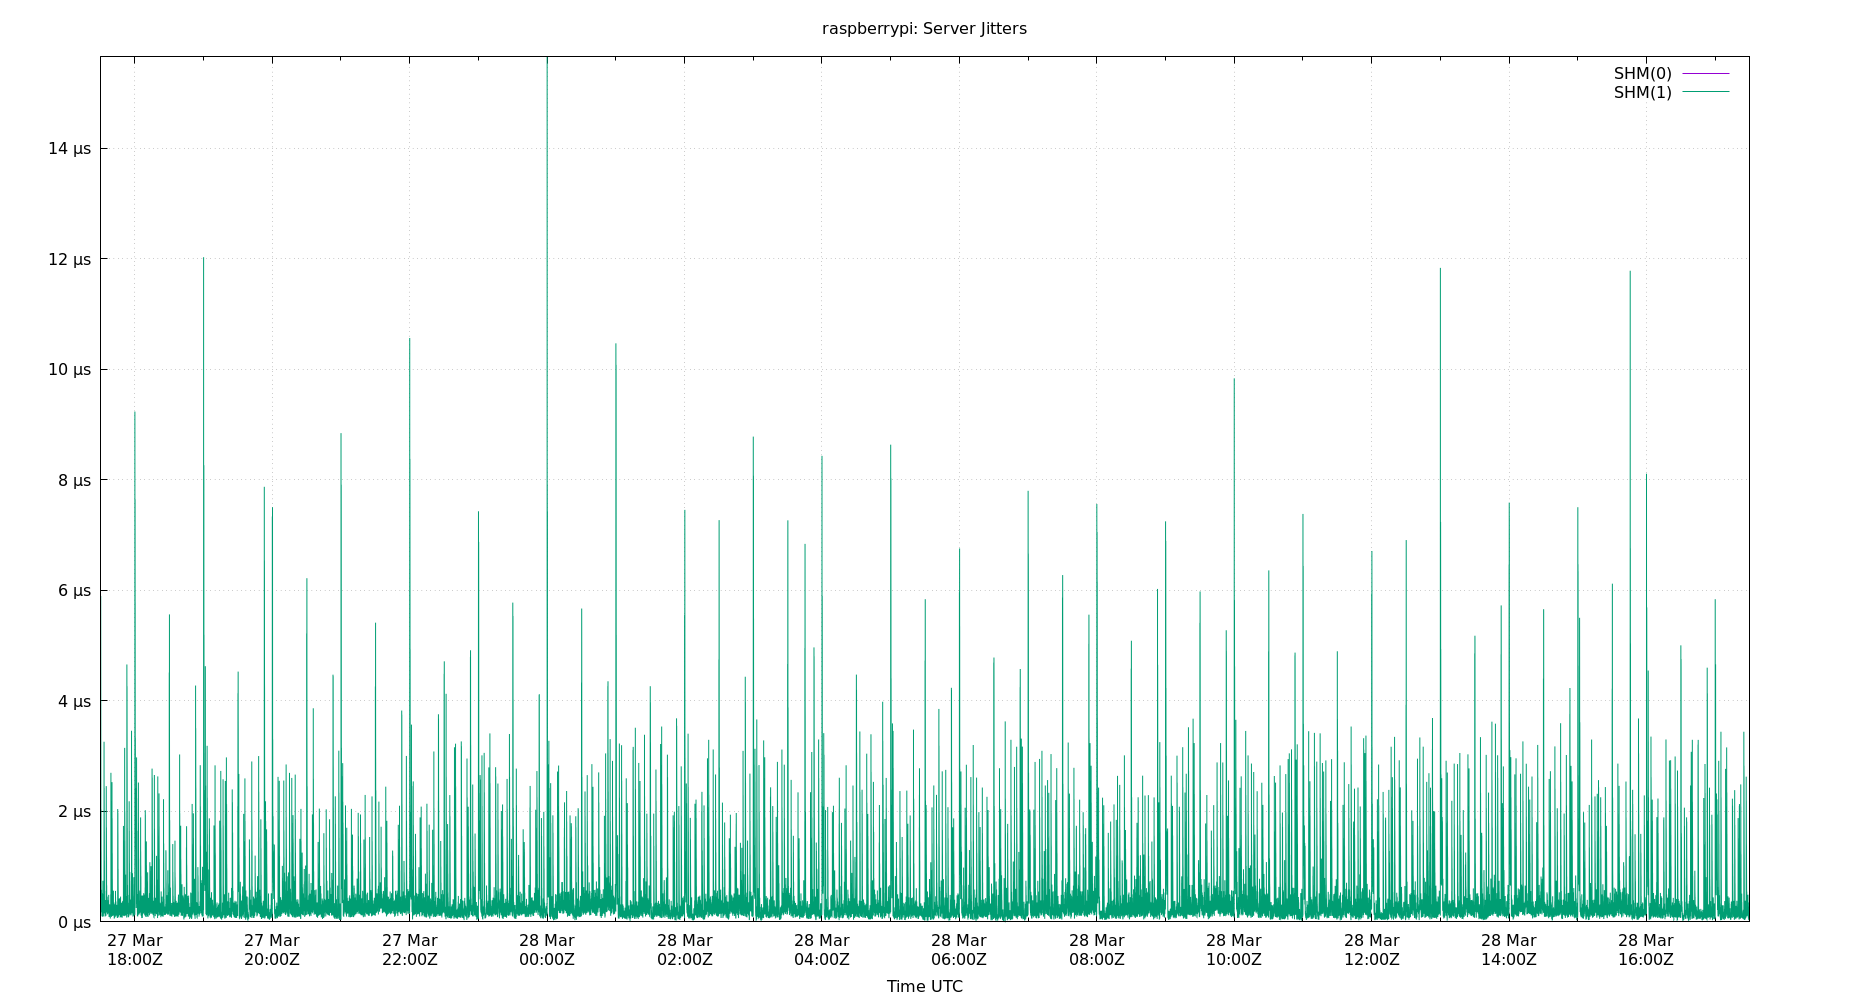 raspberrypi: Server Jitters
SHM(0)
SHM(1)
14 µs
12 µs
10 µs
8 µs
6 µs
4 µs
2 µs
0 µs
27 Mar 27 Mar 27 Mar 28 Mar 28 Mar 28 Mar 28 Mar 28 Mar 28 Mar 28 Mar 28 Mar 28 Mar
18:00Z 20:00Z 22:00Z 00:00Z 02:00Z 04:00Z 06:00Z 08:00Z 10:00Z 12:00Z 14:00Z 16:00Z
Time UTC